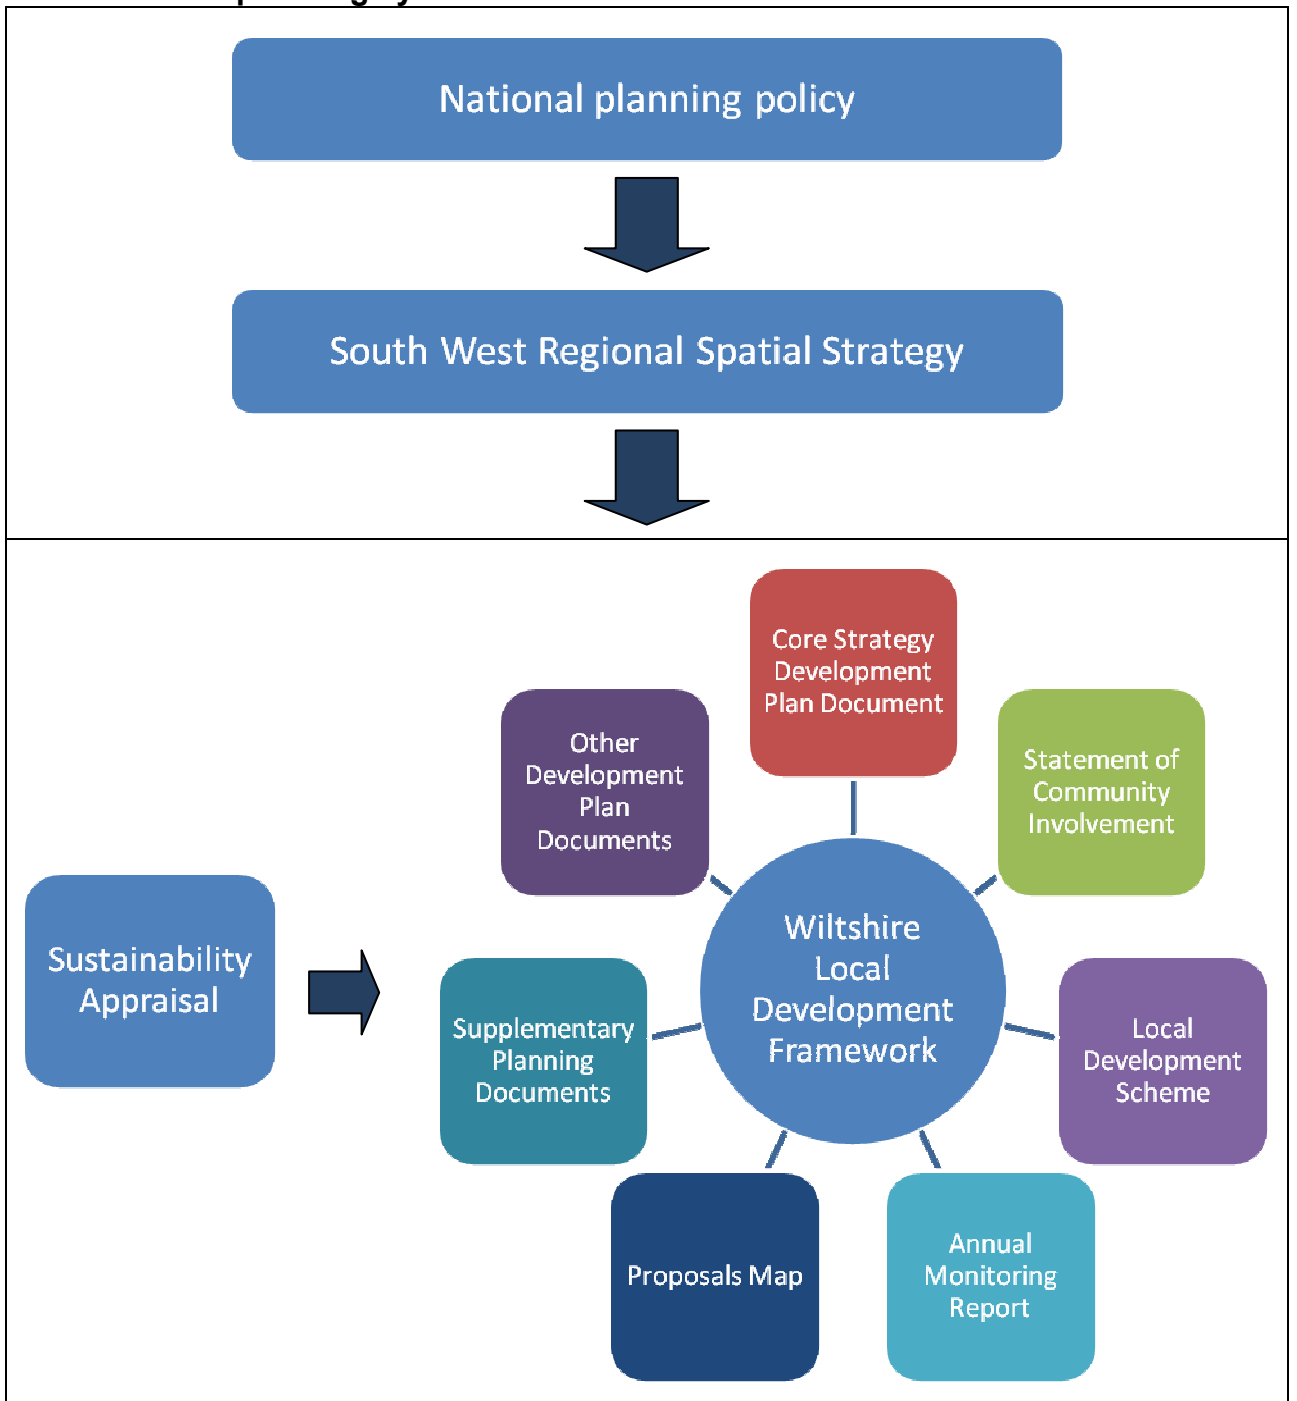 National planning policy
South West Regional Spatial Strategy
Core Strategy
Development
Plan Document
Other
Development
Plan
Documents
Statement of
Community
Involvement
Sustainability
Appraisal
Wiltshire
Local
Development
Framework
Supplementary
Planning
Documents
Local
Development
Scheme
Proposals Map
Annual
Monitoring
Report